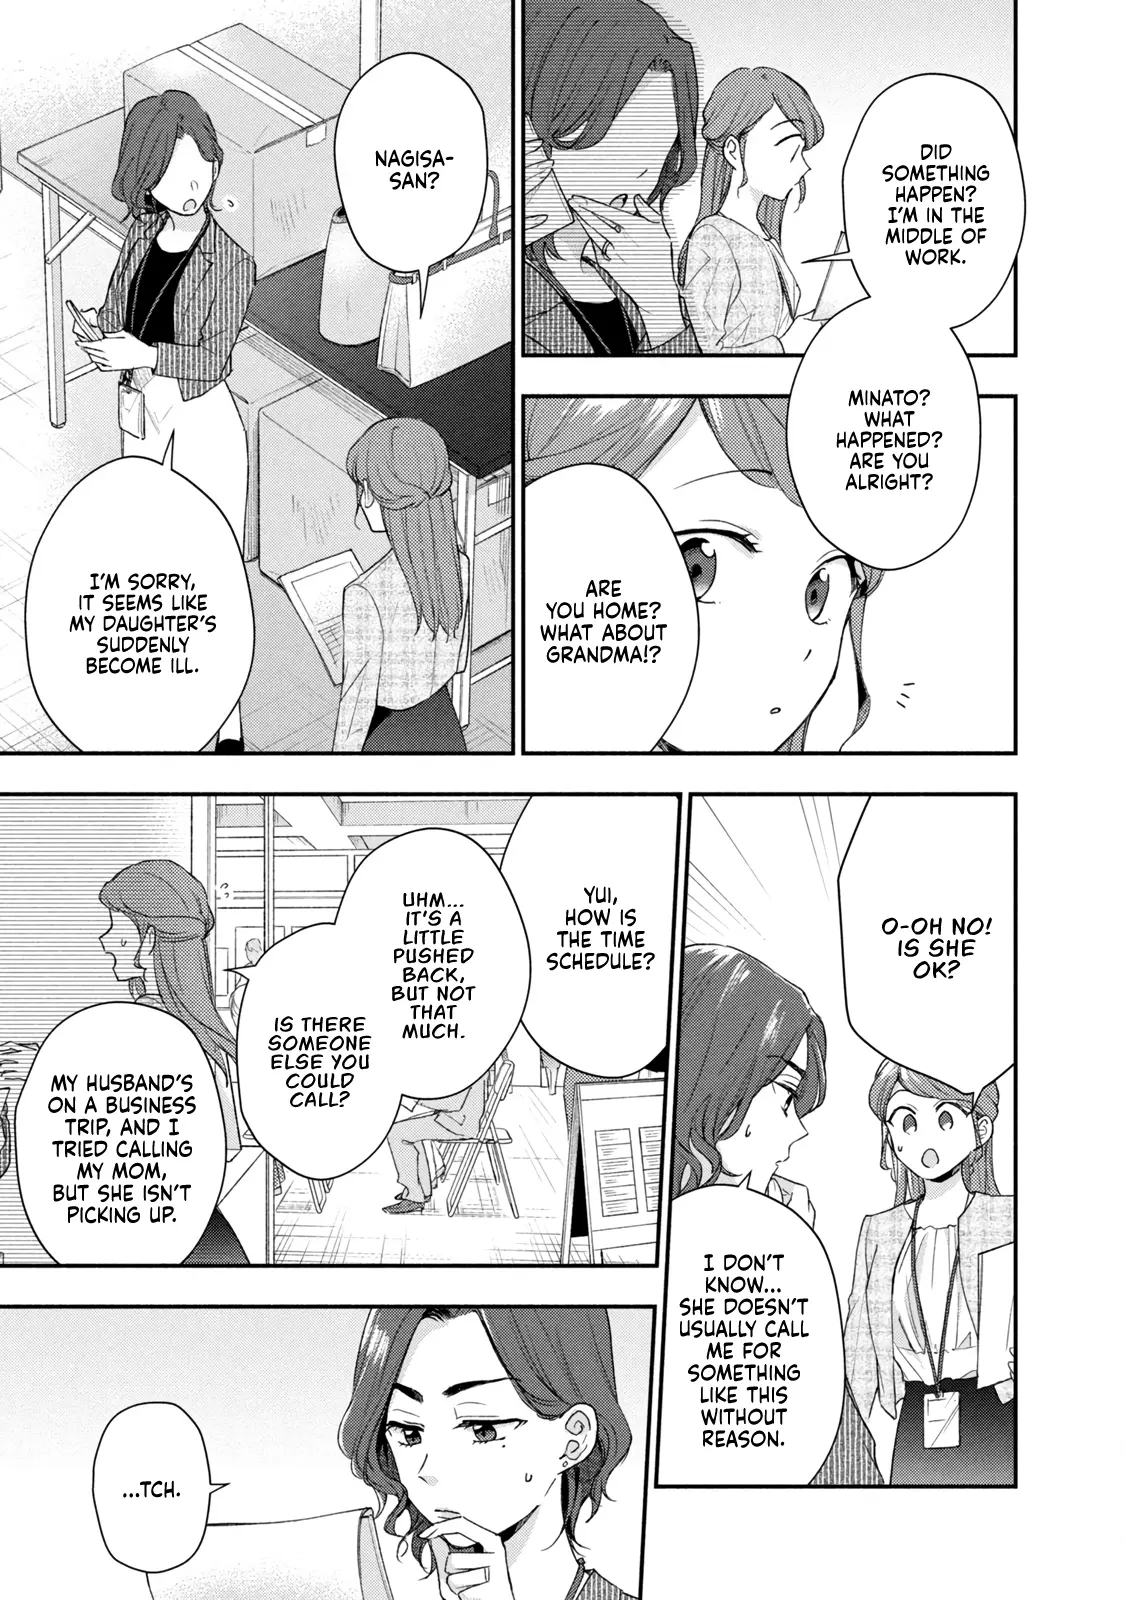 DID
SOMETHING
HAPPEN?
I'M IN THE
MIDDLE OF
WORK.
MINATO?
WHAT
HAPPENED?
ARE YOU
ALRIGHT?
ARE
YOU HOME?
WHAT ABOUT
GRANDMA!?
NAGISA-
SAN?
I'M SORRY,
IT SEEMS LIKE
MY DAUGHTER'S
SUDDENLY
BECOME ILL.
O-OH NO!
IS SHE
OK?
I DON'T
KNOW...
SHE DOESN'T
USUALLY CALL
ME FOR
SOMETHING
LIKE THIS
WITHOUT
REASON.
YUI,
HOW IS
THE TIME
SCHEDULE?
UHM...
IT'S A
LITTLE
PUSHED
BACK,
BUT NOT
THAT
MUCH.
IS THERE
SOMEONE
ELSE YOU
COULD
CALL?
MY HUSBAND'S
ON A BUSINESS
TRIP, AND I
TRIED CALLING
MY MOM,
BUT SHE ISN'T
PICKING UP.
...TCH.